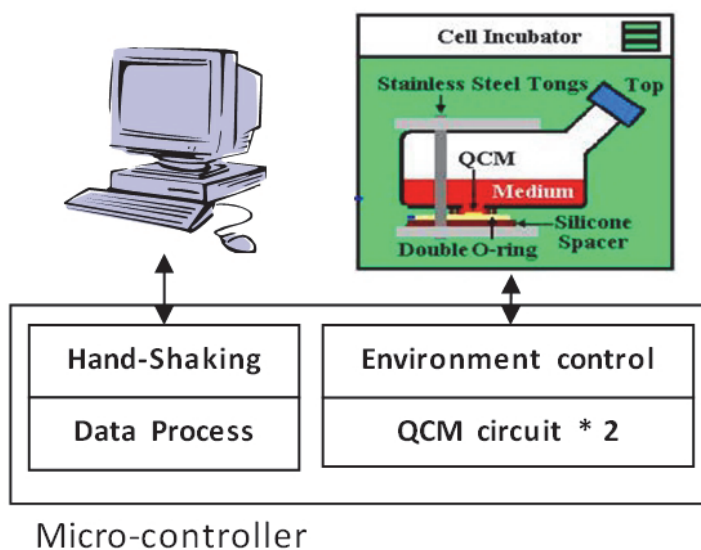 Cell Incubator
Stainless Steel Tongs
Top
QCM
Medium
Silicone
Spacer
Double O-ring
Hand-Shaking
Data Process
Environment control
QCM circuit * 2
Micro-controller